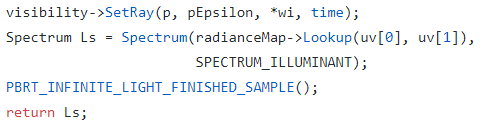 visibility->SetRay(p, pEpsilon, *wi, time);
Spectrum Ls = Spectrum(radianceMap->Lookup(uv[0], uv[1]),
                       SPECTRUM_ILLUMINANT);
PBRT_INFINITE_LIGHT_FINISHED_SAMPLE();
return Ls;